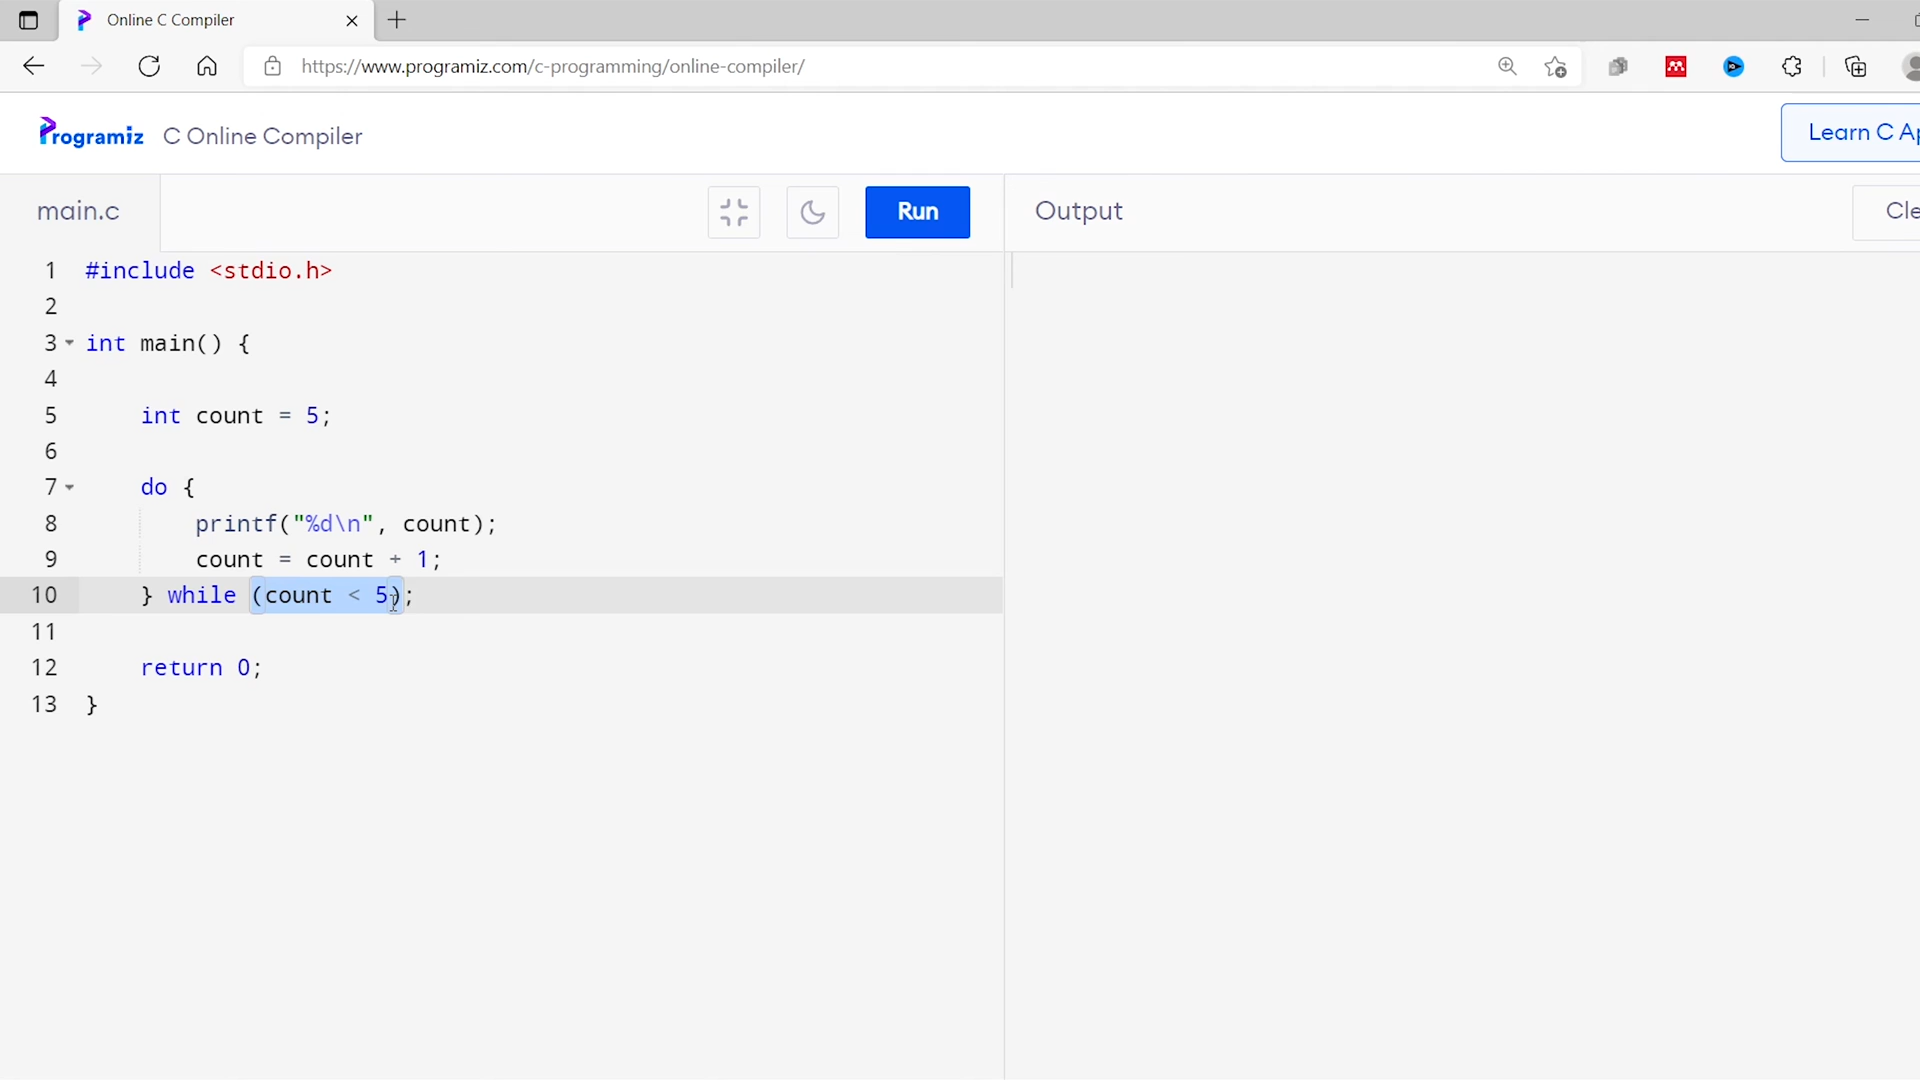 Online C Compiler
https://www.programiz.com/c-programming/online-compiler/
Programiz C Online Compiler
Learn C Ap
main.c
Run
Output
Cle
1 #include <stdio.h>
2
3 int main() {
4
5 int count = 5;
6
7 do {
8 printf("%d\n", count);
9 count = count + 1;
10 } while (count < 5);
11
12 return 0;
13 }